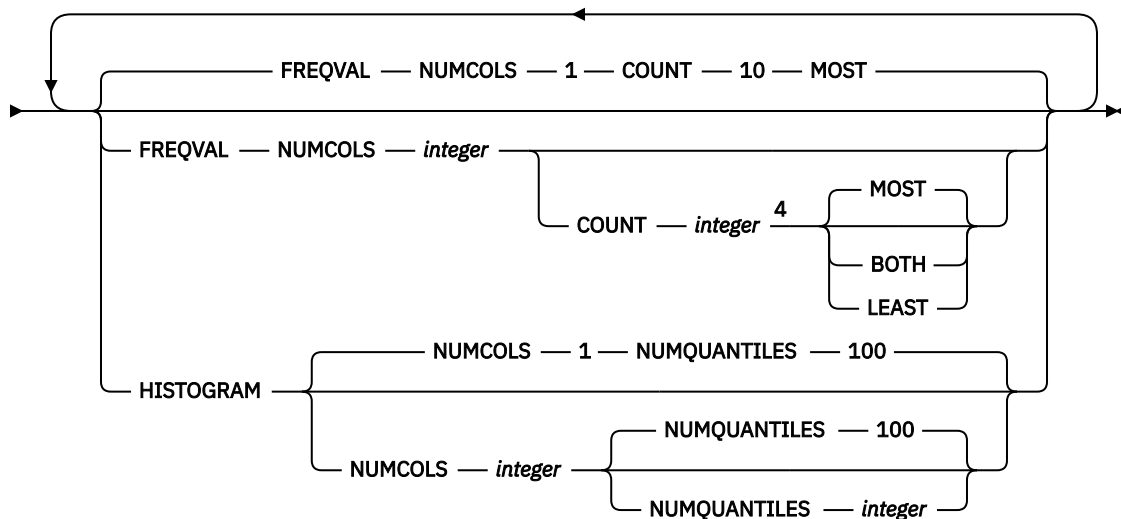 FREQVAL NUMCOLS 1 COUNT 10 MOST
FREQVAL NUMCOLS integer
MOST
COUNT integer 4
BOTH
LEAST
NUMCOLS 1 NUMQUANTILES 100
HISTOGRAM
NUMQUANTILES 100
NUMCOLS integer
NUMQUANTILES integer